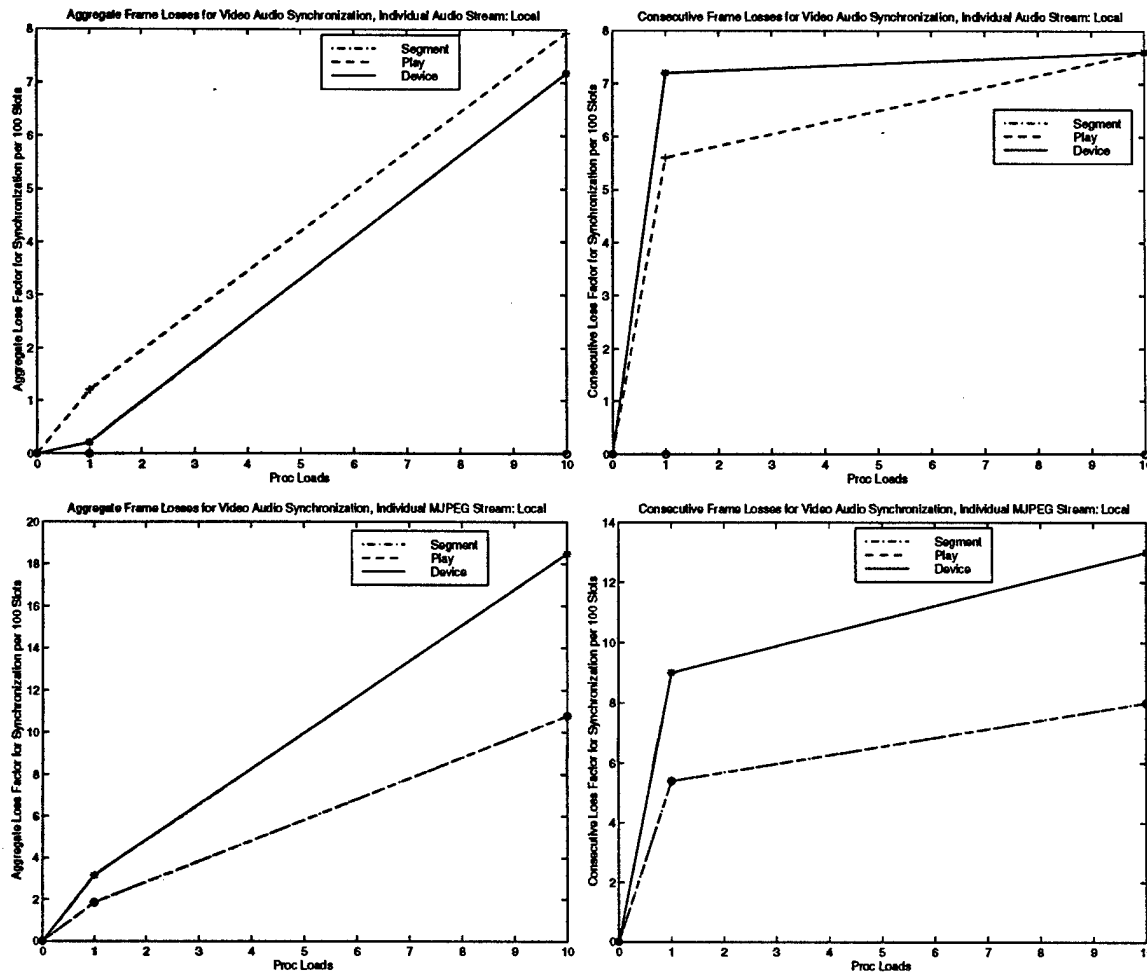 Aggregate Frame Losses for Video Audio Synchronization, Individual Audio Stream: Local
Aggregate Loss Factor for Synchronization per 100 Slots
8
7
6
5
4
3
2
1
0
Segment
Play
Device
0 1 2 3 4 5 6 7 8 9 10
Proc Loads
Consecutive Frame Losses for Video Audio Synchronization, Individual Audio Stream: Local
Consecutive Loss Factor for Synchronization per 100 Slots
8
7
6
5
4
3
2
1
0
Segment
Play
Device
0 1 2 3 4 5 6 7 8 9 1
Proc Loads
Aggregate Frame Losses for Video Audio Synchronization, Individual MJPEG Stream: Local
Aggregate Loss Factor for Synchronization per 100 Slots
20
18
16
14
12
10
8
6
4
2
0
Segment
Play
Device
0 1 2 3 4 5 6 7 8 9 10
Proc Loads
Consecutive Frame Losses for Video Audio Synchronization, Individual MJPEG Stream: Local
Consecutive Loss Factor for Synchronization per 100 Slots
14
12
10
8
6
4
2
0
Segment
Play
Device
0 1 2 3 4 5 6 7 8 9 1
Proc Loads